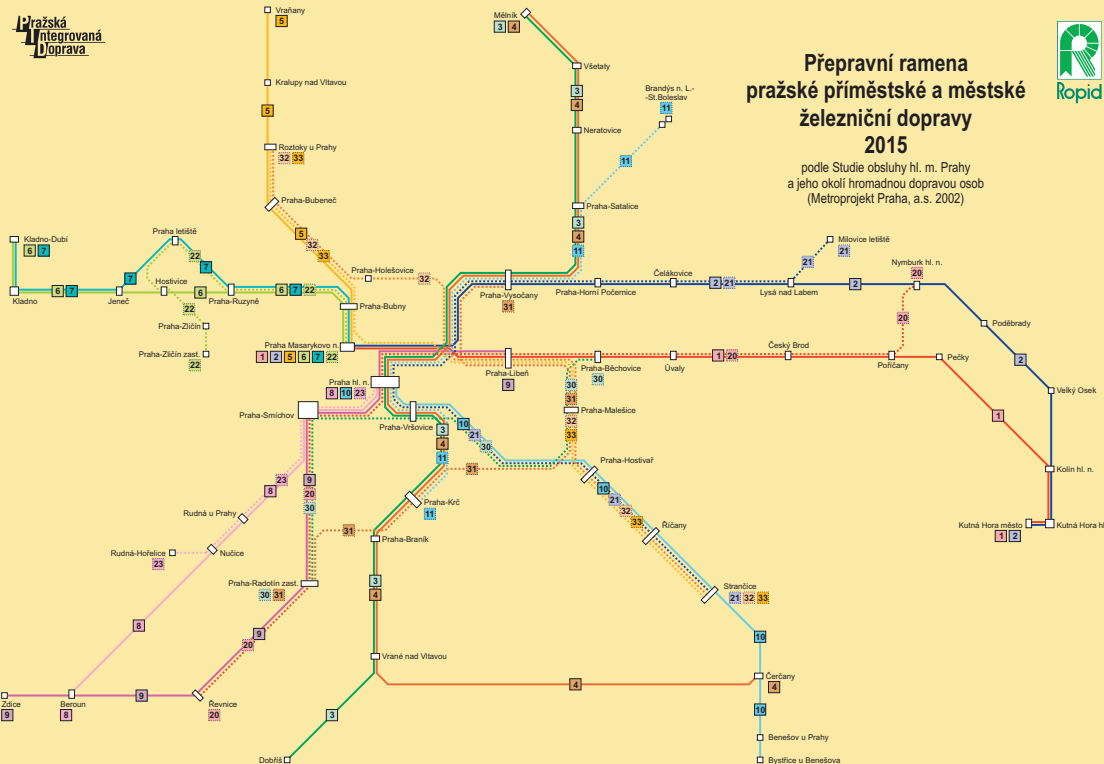 Pražská
Integrovaná
Doprava
Přepravní ramena
pražské příměstské a městské
železniční dopravy
2015
podle Studie obsluhy hl. m. Prahy
a jeho okolí hromadnou dopravou osob
(Metroprojekt Praha, a.s. 2002)
Ropid
Vraňany
5
Kralupy nad Vltavou
5
Roztoky u Prahy
32 33
Praha-Bubeneč
5
32
33
Praha-Holešovice
32
Mělník
3 4
Všetaty
3
4
Neratovice
Brandýs n. L.-
-St.Boleslav
11
11
Praha-Satalice
3
4
11
Kladno-Dubí
6 7
Kladno
6 7
Jeneč
7
Praha letiště
22
7
Hostivice
6
22
Praha-Ruzyně
6 7 22
Praha-Zličín
Praha-Zličín zast.
22
Praha-Bubny
Praha Masarykovo n.
1 2 5 6 7 22
Praha-Vysočany
31
Praha-Horní Počernice
Čelákovice
2 21
Milovice letiště
21
21
Lysá nad Labem
2
Nymburk hl. n.
20
20
Poděbrady
2
Velký Osek
Praha-Libeň
9
Praha-Běchovice
30
Úvaly
1 20
Český Brod
Poříčany
Pečky
1
Kolín hl. n.
Kutná Hora město
1 2
Kutná Hora hl
Praha hl. n.
8 10 23
Praha-Smíchov
Praha-Vršovice
3
4
11
10
21
30
30
31
Praha-Malešice
32
33
31
Praha-Hostivař
10
21
32
33
Říčany
Strančice
21 32 33
10
Čerčany
4
10
Benešov u Prahy
Bystřice u Benešova
Praha-Krč
11
Praha-Braník
31
3
4
Vrané nad Vltavou
4
3
Dobříš
9
20
30
23
8
Rudná u Prahy
Rudná-Hořelice
23
Nučice
Praha-Radotín zast.
30 31
8
9
20
Zdice
9
Beroun
8
9
Řevnice
20